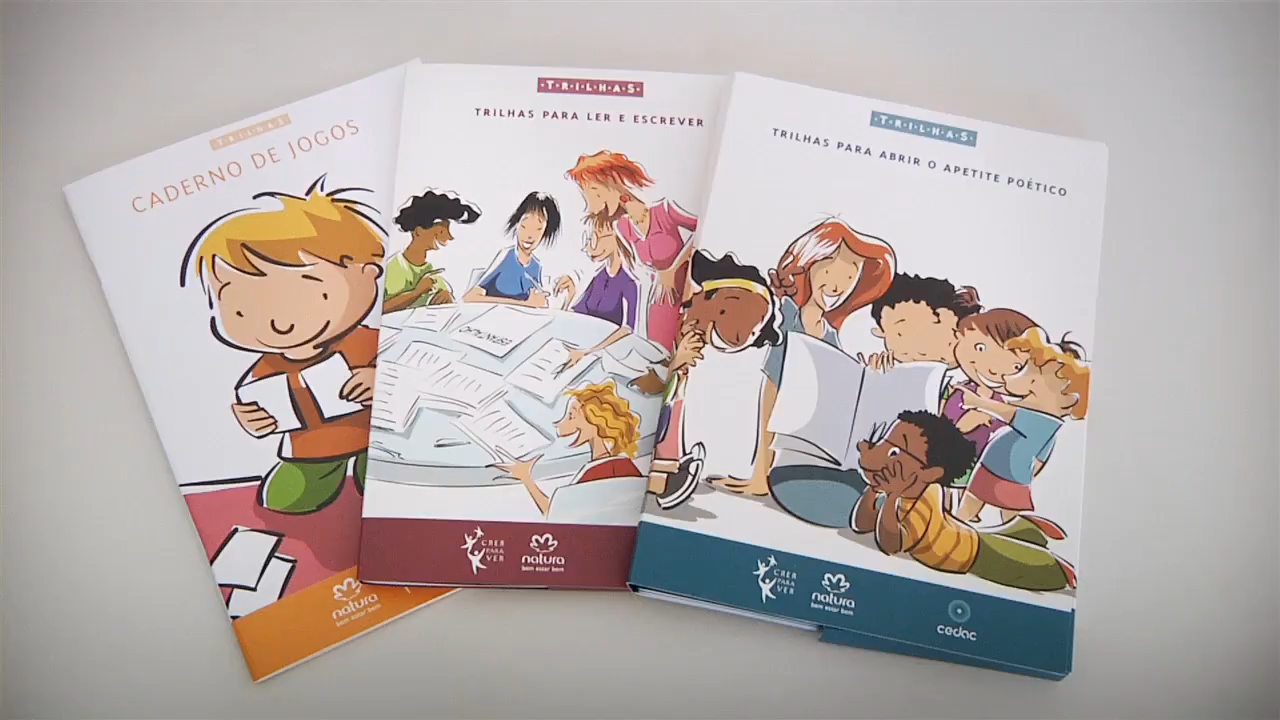 TRILHAS
CADERNO DE JOGOS
natura
bem estar bem
TRILHAS
TRILHAS PARA LER E ESCREVER
CRER
PARA
VER
natura
bem estar bem
TRILHAS
TRILHAS PARA ABRIR O APETITE POÉTICO
CRER
PARA
VER
natura
bem estar bem
cedac